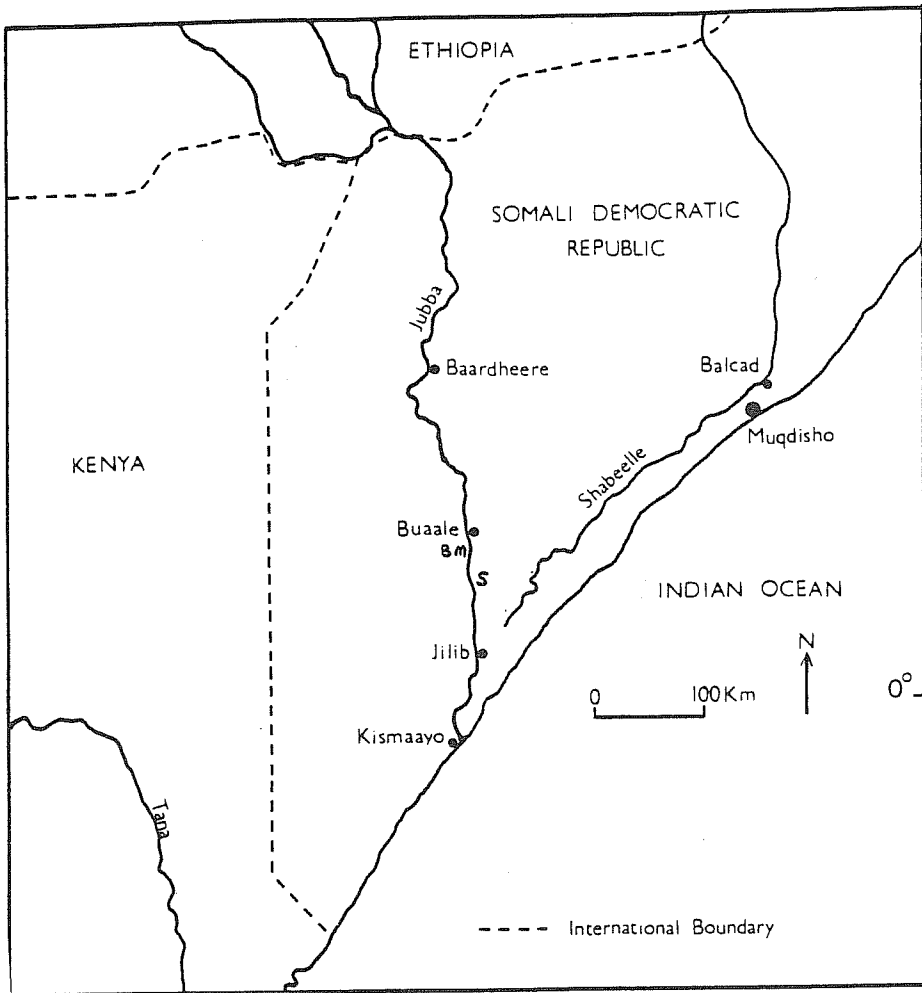 ETHIOPIA
SOMALI DEMOCRATIC
REPUBLIC
Jubba
Baardheere
Balcad
Muqdisho
KENYA
Shabeelle
Buaale
BM
S
INDIAN OCEAN
Jilib
N
0 100Km
0°
Kismaayo
Tana
International Boundary